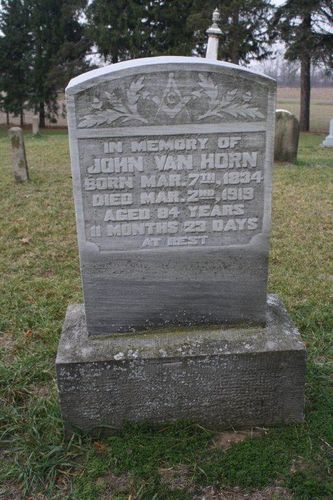 IN MEMORY OF
JOHN VAN HORN
BORN MAR. 7TH, 1834
DIED MAR. 2ND, 1919
AGED 84 YEARS
11 MONTHS 23 DAYS
AT REST